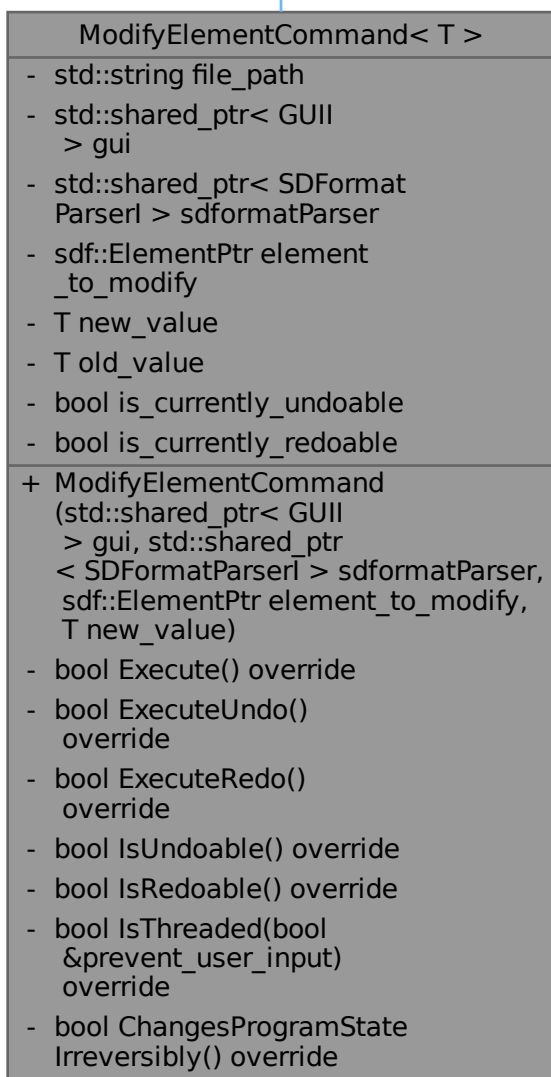 ModifyElementCommand< T >
- std::string file_path
- std::shared_ptr< GUII
> gui
- std::shared_ptr< SDFormat
ParserI > sdformatParser
- sdf::ElementPtr element
_to_modify
- T new_value
- T old_value
- bool is_currently_undoable
- bool is_currently_redoable
+ ModifyElementCommand
(std::shared_ptr< GUII
> gui, std::shared_ptr
< SDFormatParserI > sdformatParser,
sdf::ElementPtr element_to_modify,
T new_value)
- bool Execute() override
- bool ExecuteUndo()
override
- bool ExecuteRedo()
override
- bool IsUndoable() override
- bool IsRedoable() override
- bool IsThreaded(bool
&prevent_user_input)
override
- bool ChangesProgramState
Irreversibly() override